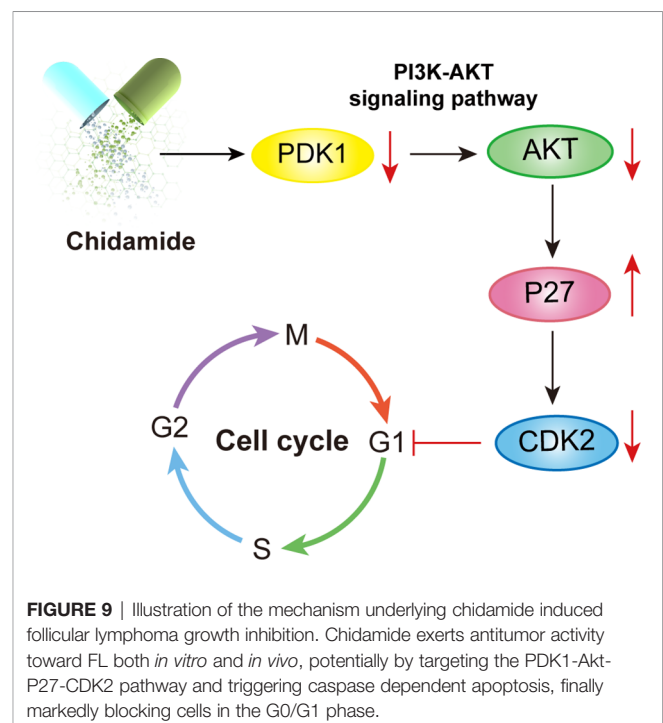 PI3K-AKT
signaling pathway
PDK1
AKT
Chidamide
P27
M
G2
Cell cycle
G1
CDK2
S
FIGURE 9 | Illustration of the mechanism underlying chidamide induced
follicular lymphoma growth inhibition. Chidamide exerts antitumor activity
toward FL both in vitro and in vivo, potentially by targeting the PDK1-Akt-
P27-CDK2 pathway and triggering caspase dependent apoptosis, finally
markedly blocking cells in the G0/G1 phase.